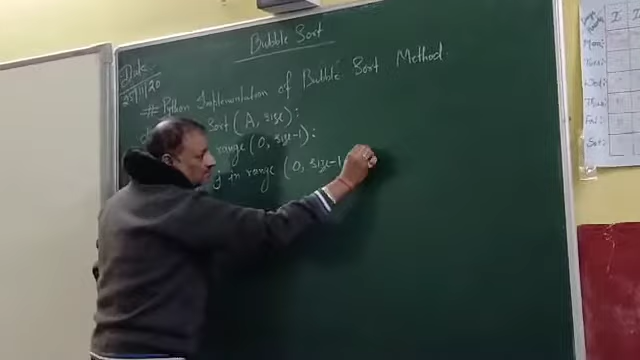 Bubble Sort
Date:
25/11/20
# Python Implementation of Bubble Sort Method.
sort (A, size):
range (0, size-1):
j in range (0, size-1